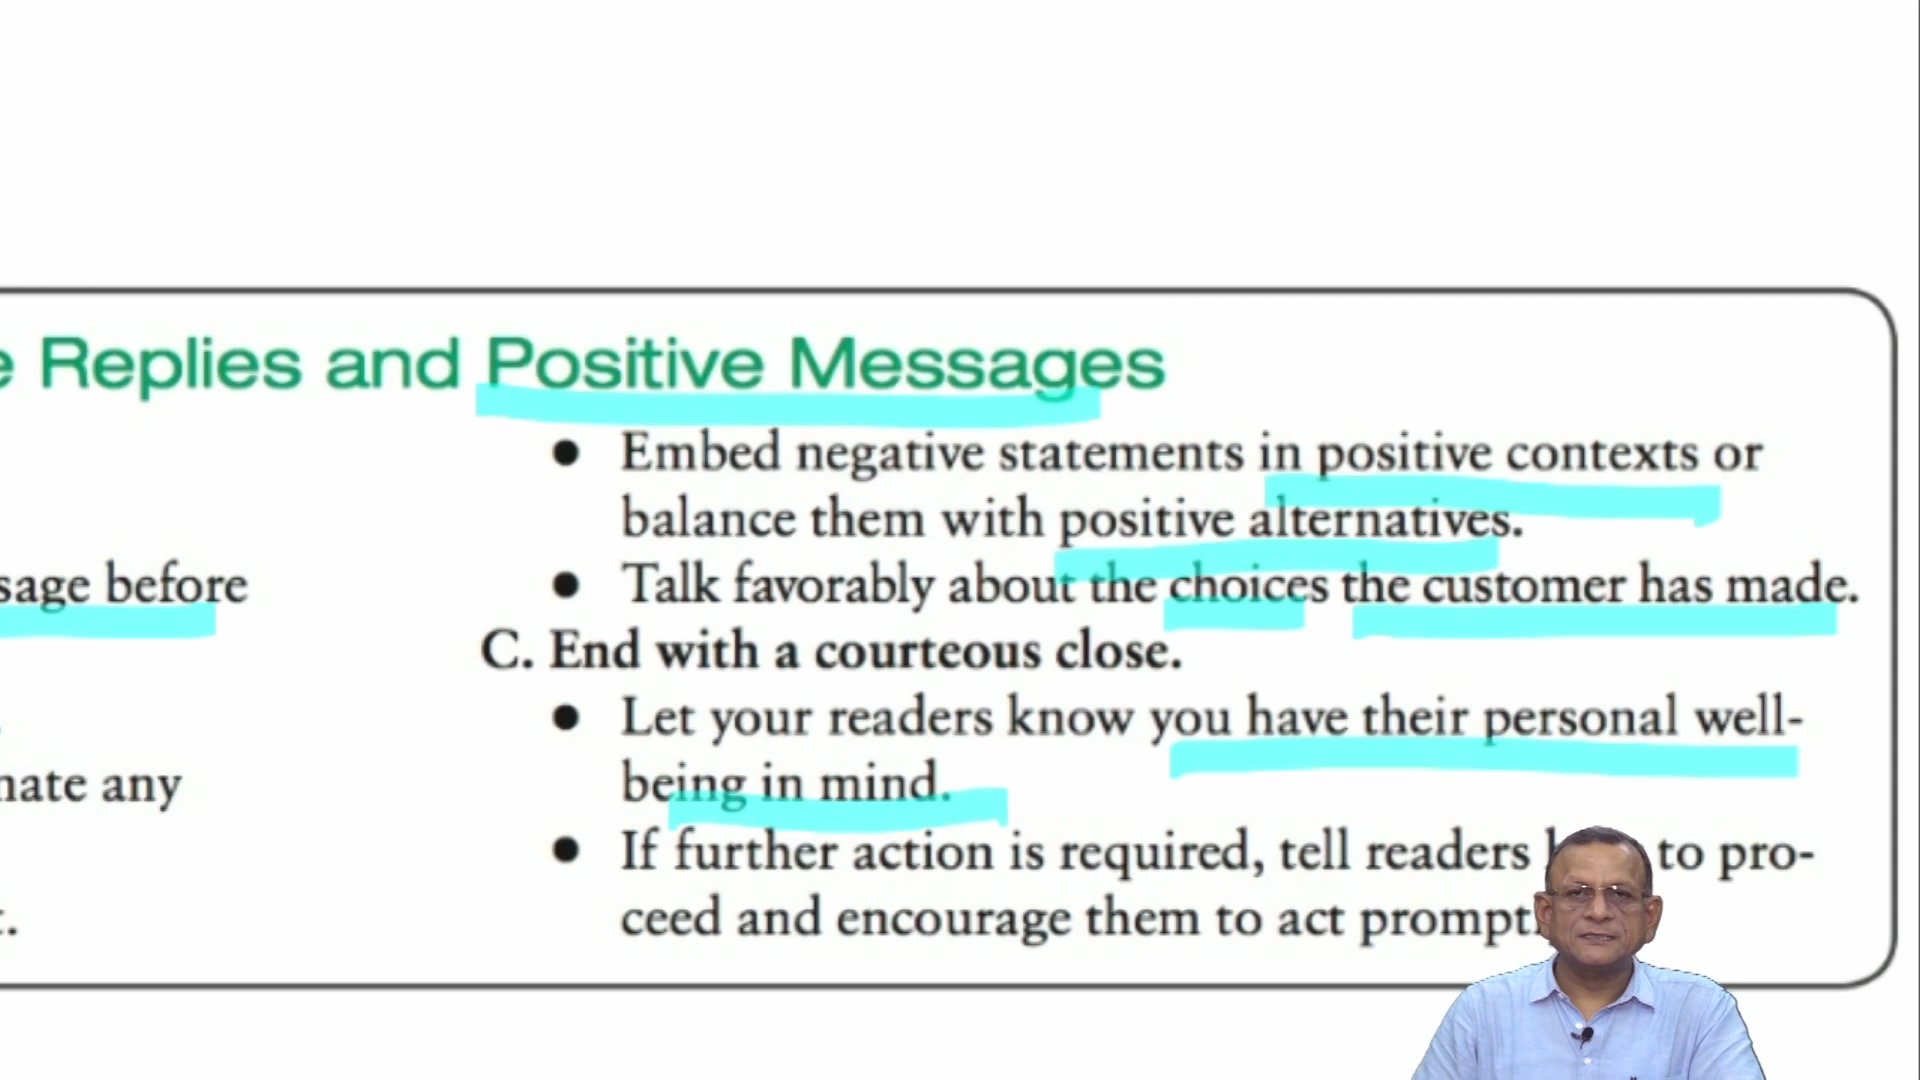 e Replies and Positive Messages
sage before
nate any
t.
● Embed negative statements in positive contexts or
balance them with positive alternatives.
● Talk favorably about the choices the customer has made.
C. End with a courteous close.
● Let your readers know you have their personal well-
being in mind.
● If further action is required, tell readers to pro-
ceed and encourage them to act prompt